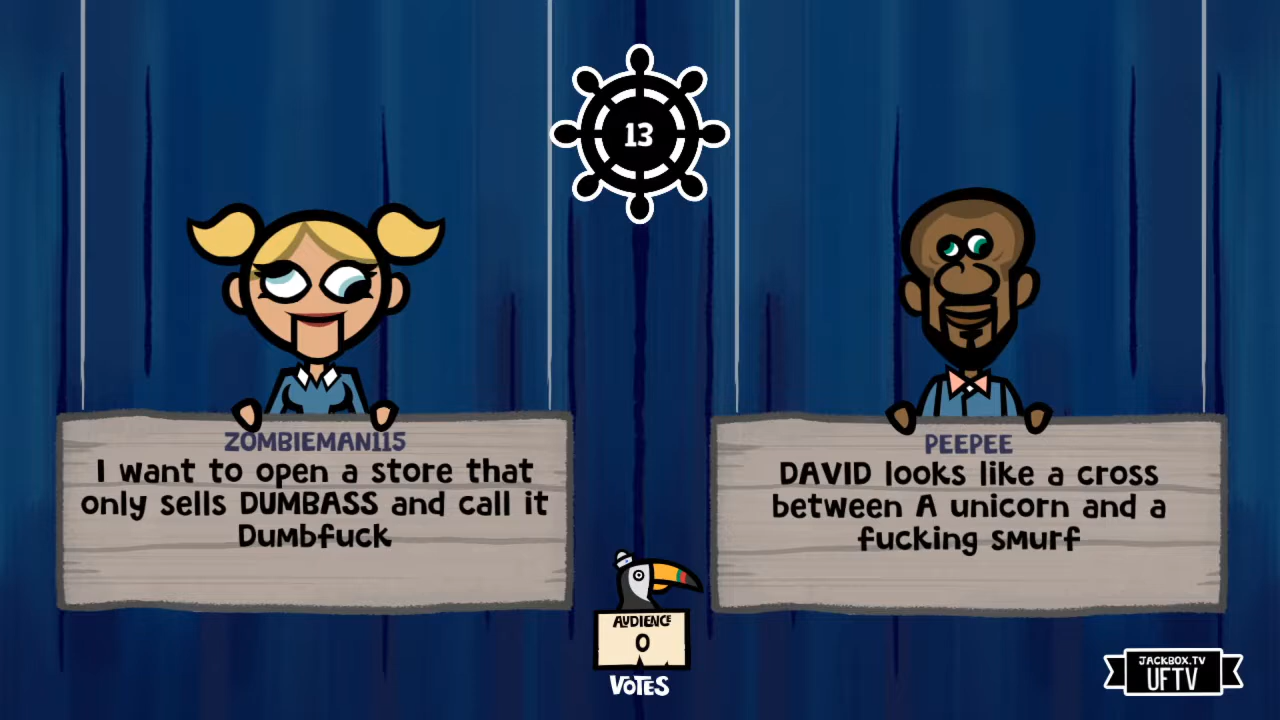 13
ZOMBIEMAN115
I want to open a store that
only sells DUMBASS and call it
Dumbfuck
PEEPEE
DAVID looks like a cross
between A unicorn and a
fucking smurf
AUDIENCE
0
VOTES
JACKBOX.TV
UFTV